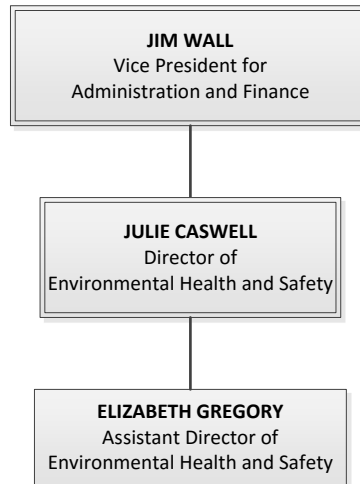 JIM WALL
Vice President for
Administration and Finance
JULIE CASWELL
Director of
Environmental Health and Safety
ELIZABETH GREGORY
Assistant Director of
Environmental Health and Safety